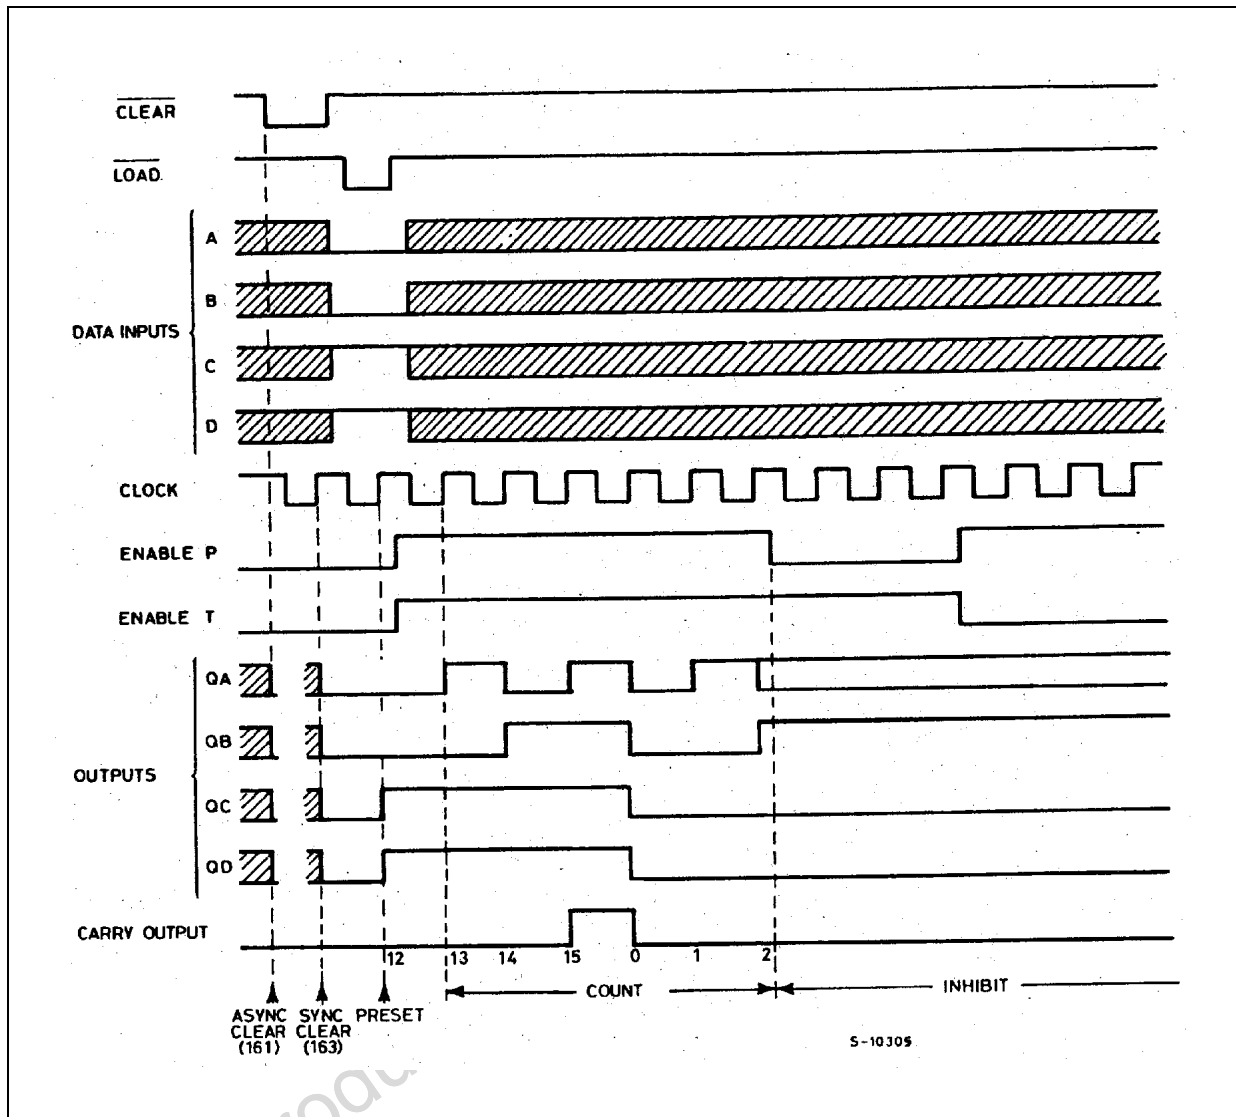 CLEAR
LOAD.
DATA INPUTS
A
B
C
D
CLOCK
ENABLE P
ENABLE T
OUTPUTS
QA
QB
QC
QD
CARRY OUTPUT
12 13 14 15 0 1 2
COUNT INHIBIT
ASYNC CLEAR (161)
SYNC CLEAR (163)
PRESET
S-10305